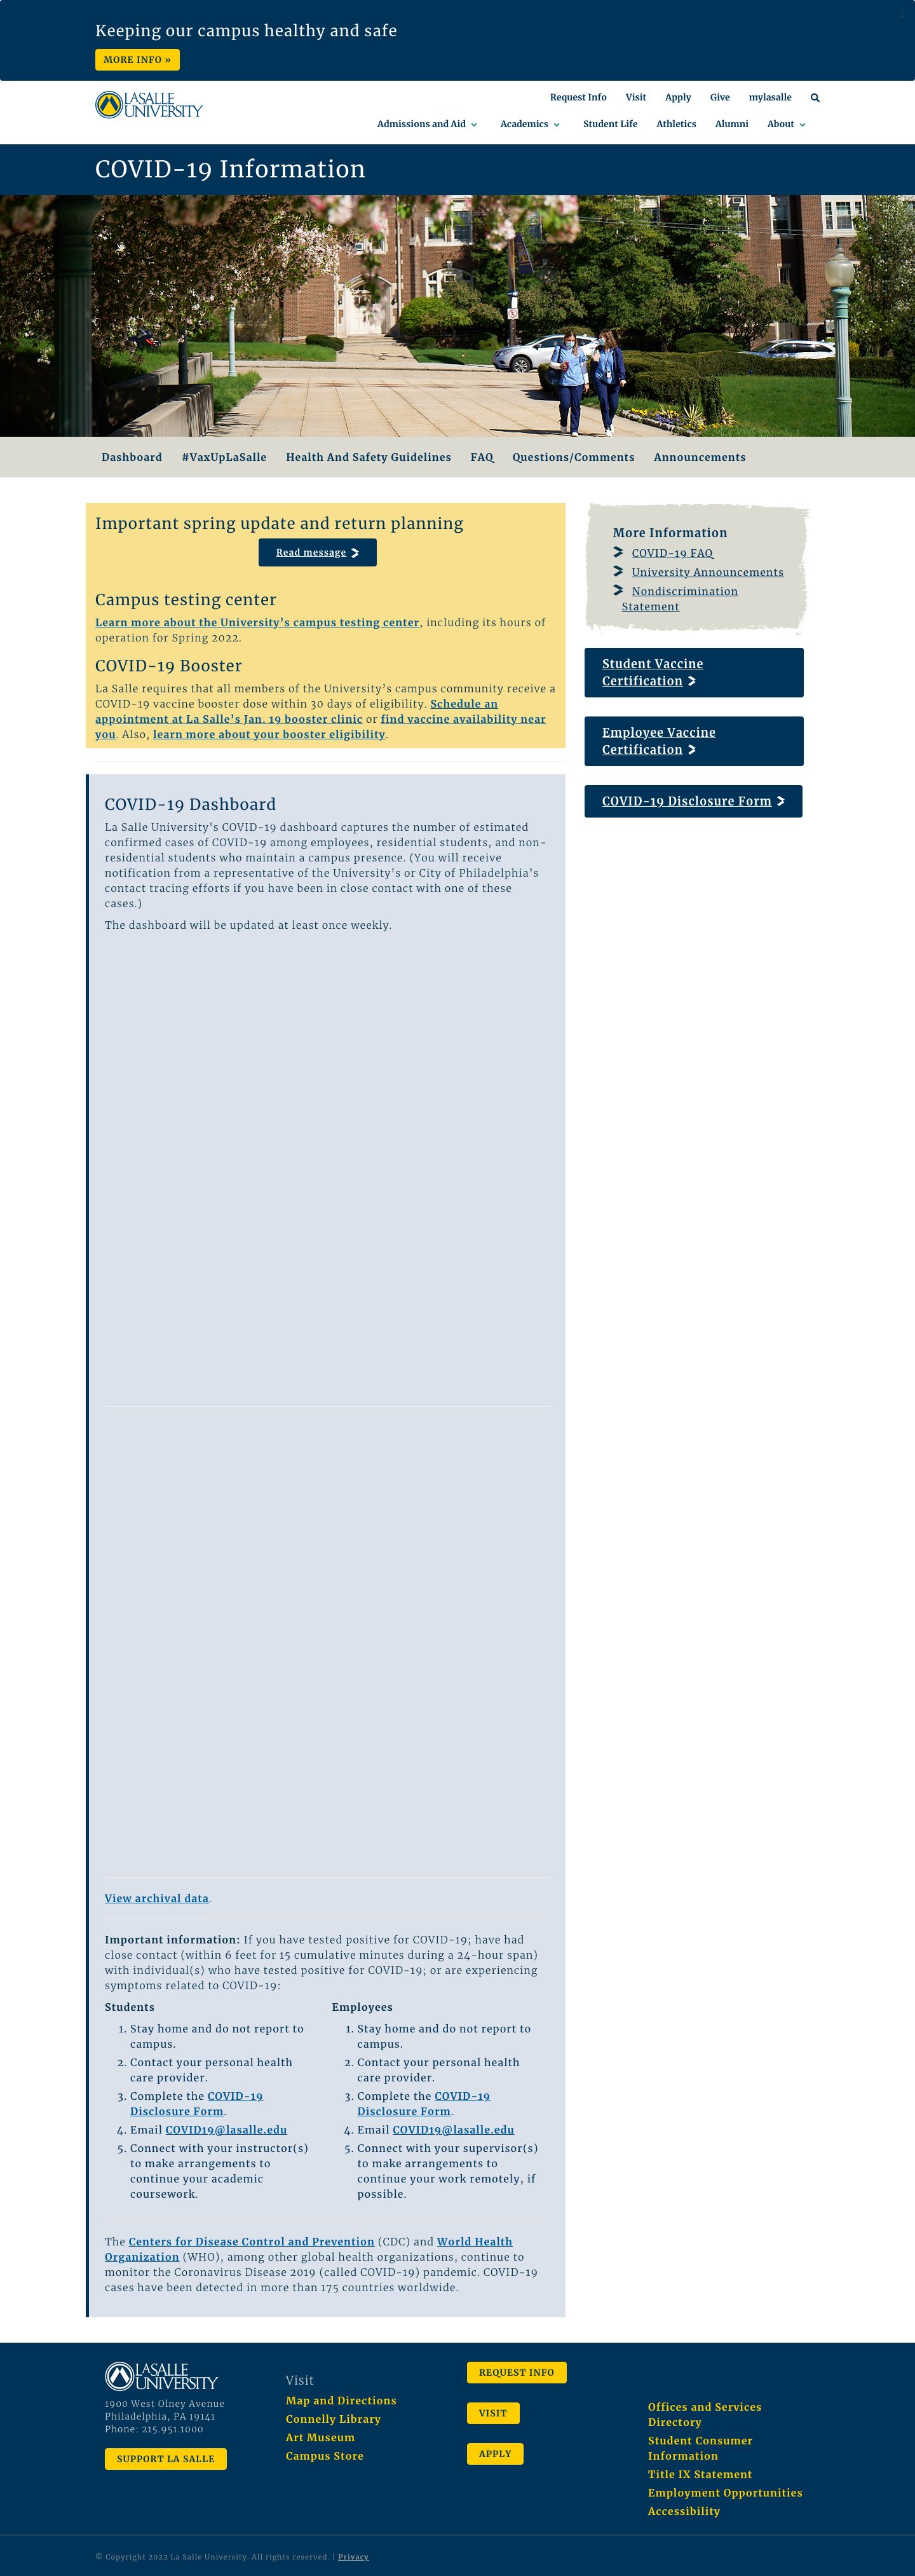 Keeping our campus healthy and safe
MORE INFO »
LASALLE
UNIVERSITY
Request Info Visit Apply Give mylasalle
Admissions and Aid Academics Student Life Athletics Alumni About
COVID-19 Information
Dashboard #VaxUpLaSalle Health And Safety Guidelines FAQ Questions/Comments Announcements
Important spring update and return planning
Read message
Campus testing center
Learn more about the University's campus testing center, including its hours of
operation for Spring 2022.
COVID-19 Booster
La Salle requires that all members of the University's campus community receive a
COVID-19 vaccine booster dose within 30 days of eligibility. Schedule an
appointment at La Salle's Jan. 19 booster clinic or find vaccine availability near
you. Also, learn more about your booster eligibility.
More Information
COVID-19 FAQ
University Announcements
Nondiscrimination
Statement
Student Vaccine
Certification
Employee Vaccine
Certification
COVID-19 Disclosure Form
COVID-19 Dashboard
La Salle University's COVID-19 dashboard captures the number of estimated
confirmed cases of COVID-19 among employees, residential students, and non-
residential students who maintain a campus presence. (You will receive
notification from a representative of the University's or City of Philadelphia's
contact tracing efforts if you have been in close contact with one of these
cases.)
The dashboard will be updated at least once weekly.
View archival data.
Important information: If you have tested positive for COVID-19; have had
close contact (within 6 feet for 15 cumulative minutes during a 24-hour span)
with individual(s) who have tested positive for COVID-19; or are experiencing
symptoms related to COVID-19:
Students
1. Stay home and do not report to
campus.
2. Contact your personal health
care provider.
3. Complete the COVID-19
Disclosure Form.
4. Email COVID19@lasalle.edu
5. Connect with your instructor(s)
to make arrangements to
continue your academic
coursework.
Employees
1. Stay home and do not report to
campus.
2. Contact your personal health
care provider.
3. Complete the COVID-19
Disclosure Form.
4. Email COVID19@lasalle.edu
5. Connect with your supervisor(s)
to make arrangements to
continue your work remotely, if
possible.
The Centers for Disease Control and Prevention (CDC) and World Health
Organization (WHO), among other global health organizations, continue to
monitor the Coronavirus Disease 2019 (called COVID-19) pandemic. COVID-19
cases have been detected in more than 175 countries worldwide.
LASALLE
UNIVERSITY
1900 West Olney Avenue
Philadelphia, PA 19141
Phone: 215.951.1000
SUPPORT LA SALLE
Visit
Map and Directions
Connelly Library
Art Museum
Campus Store
REQUEST INFO
VISIT
APPLY
Offices and Services
Directory
Student Consumer
Information
Title IX Statement
Employment Opportunities
Accessibility
© Copyright 2022 La Salle University. All rights reserved. | Privacy